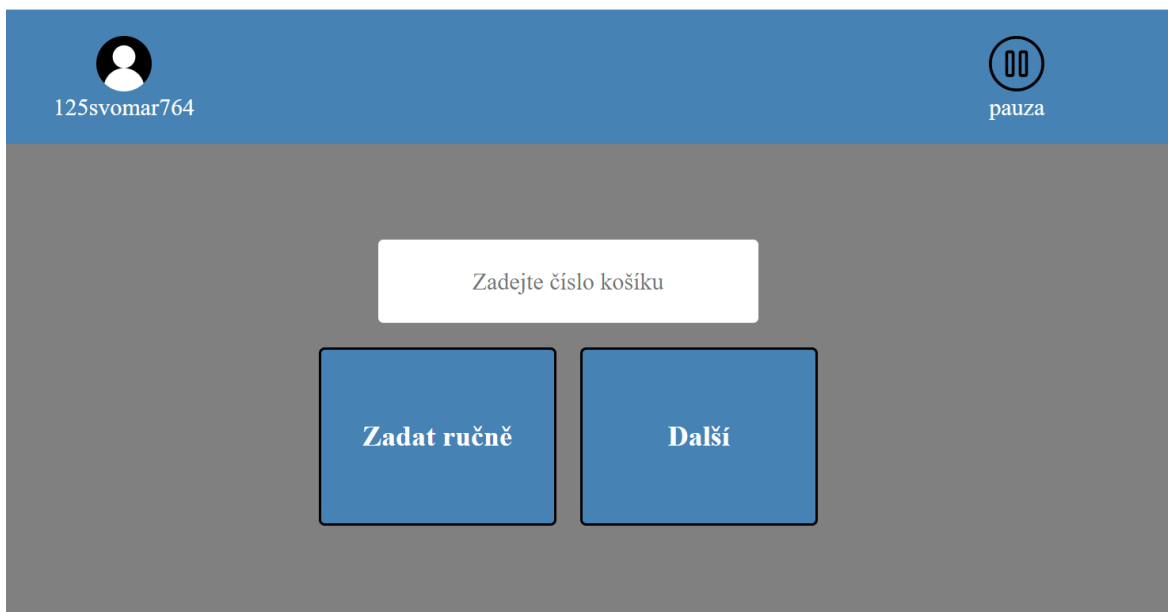 125svomar764
pauza
Zadejte číslo košíku
Zadat ručně
Další